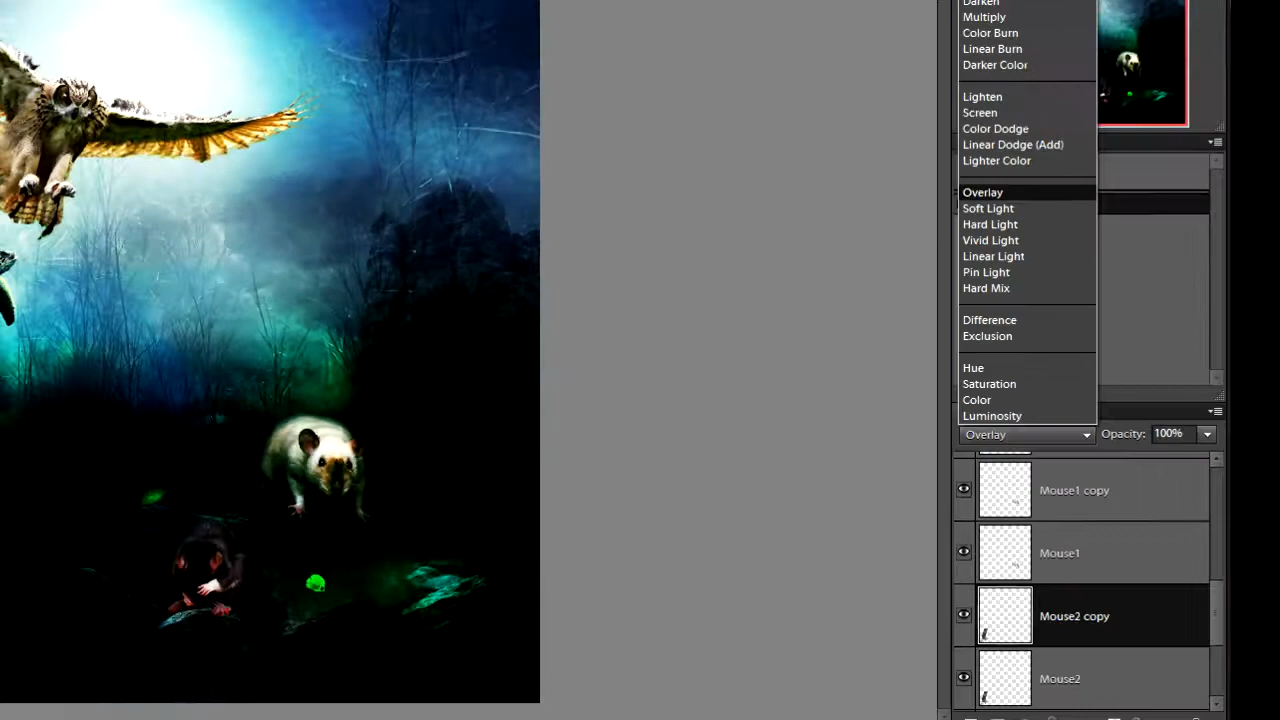 Darken
Multiply
Color Burn
Linear Burn
Darker Color
Lighten
Screen
Color Dodge
Linear Dodge (Add)
Lighter Color
Overlay
Soft Light
Hard Light
Vivid Light
Linear Light
Pin Light
Hard Mix
Difference
Exclusion
Hue
Saturation
Color
Luminosity
Overlay
Opacity: 100%
Mouse1 copy
Mouse1
Mouse2 copy
Mouse2